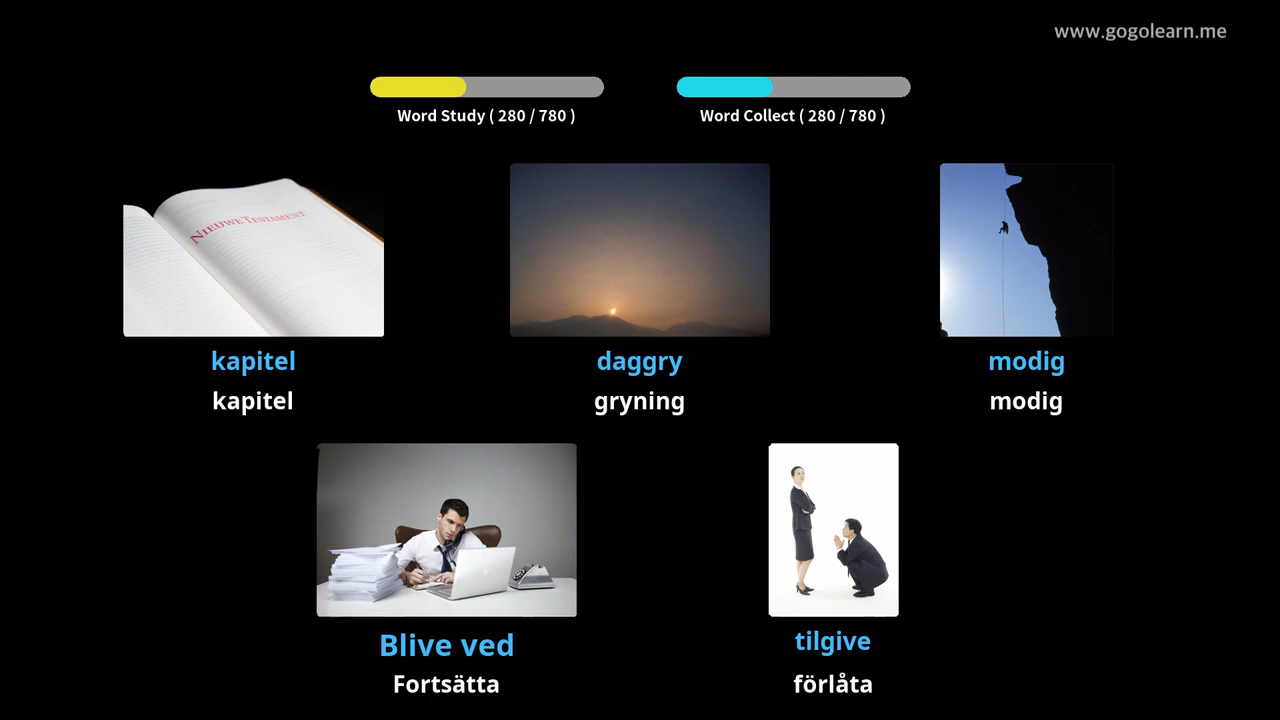 www.gogolearn.me
Word Study ( 280 / 780 )
Word Collect ( 280 / 780 )
NIEUWE TESTAMENT
kapitel
kapitel
daggry
gryning
modig
modig
Blive ved
Fortsätta
tilgive
förlåta